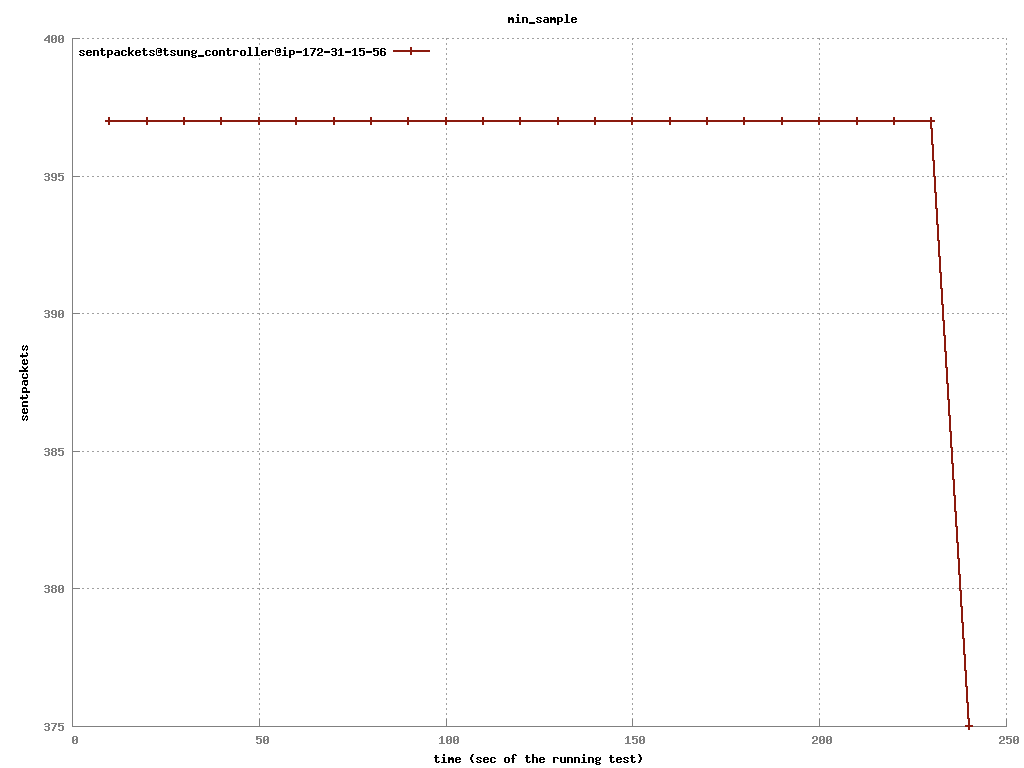 min_sample
400
sentpackets@tsung_controller@ip-172-31-15-56
395
390
sentpackets
385
380
375
0 50 100 150 200 250
time (sec of the running test)